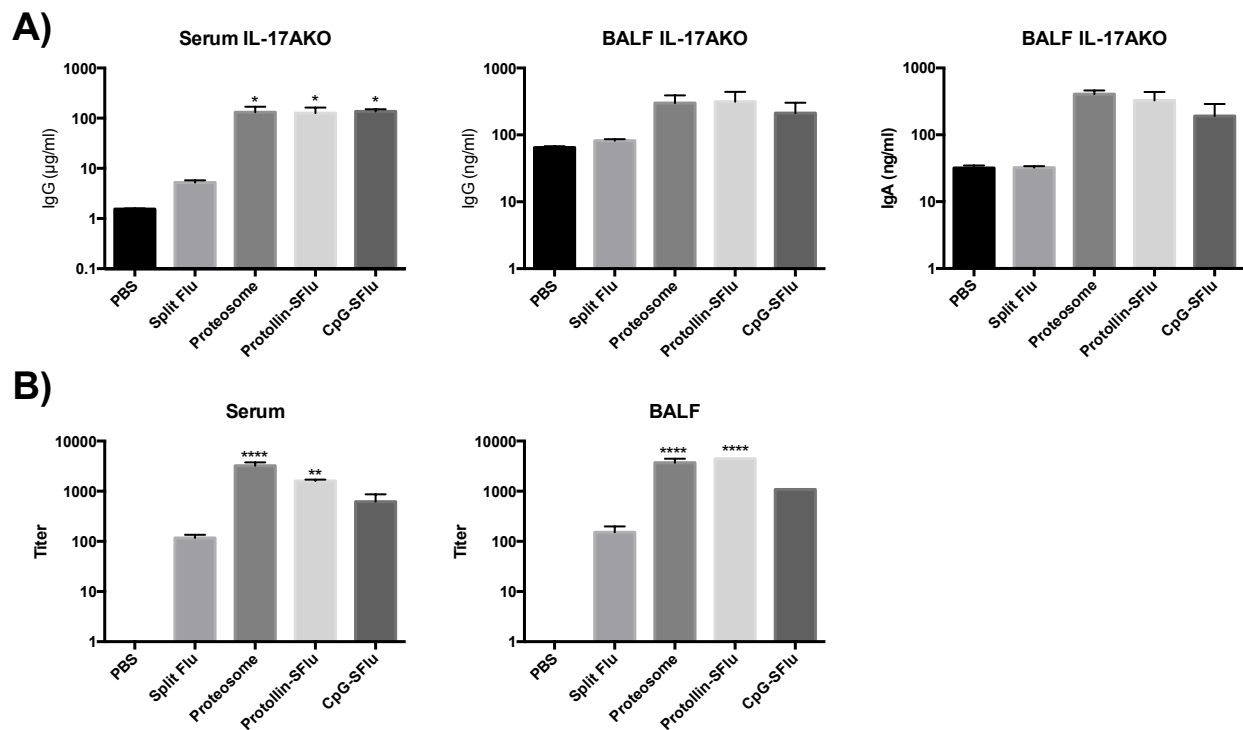 A)
Serum IL-17AKO
IgG (µg/ml)
1000
100
10
1
0.1
* * *
PBS
Split Flu
Proteosome
Protollin-SFlu
CpG-SFlu
BALF IL-17AKO
IgG (ng/ml)
1000
100
10
1
PBS
Split Flu
Proteosome
Protollin-SFlu
CpG-SFlu
BALF IL-17AKO
IgA (ng/ml)
1000
100
10
1
PBS
Split Flu
Proteosome
Protollin-SFlu
CpG-SFlu
B)
Serum
Titer
10000
1000
100
10
1
**** **
PBS
Split Flu
Proteosome
Protollin-SFlu
CpG-SFlu
BALF
Titer
10000
1000
100
10
1
**** ****
PBS
Split Flu
Proteosome
Protollin-SFlu
CpG-SFlu